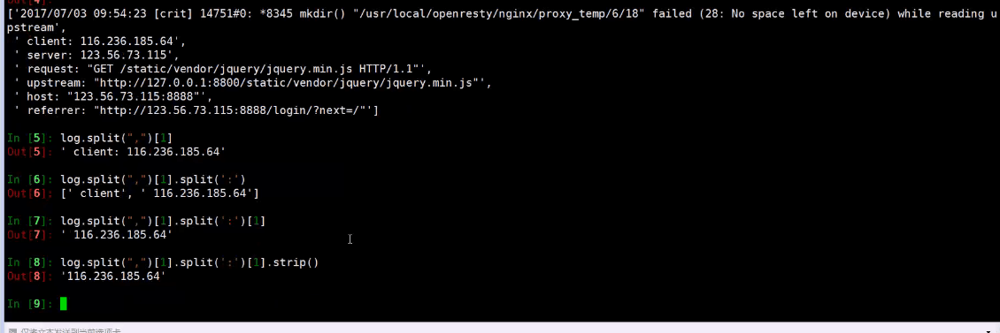 ['2017/07/03 09:54:23 [crit] 14751#0: *8345 mkdir() "/usr/local/openresty/nginx/proxy_temp/6/18" failed (28: No space left on device) while reading u
pstream',
' client: 116.236.185.64',
' server: 123.56.73.115',
' request: "GET /static/vendor/jquery/jquery.min.js HTTP/1.1"',
' upstream: "http://127.0.0.1:8800/static/vendor/jquery/jquery.min.js"',
' host: "123.56.73.115:8888"',
' referrer: "http://123.56.73.115:8888/login/?next=/"']
In [5]: log.split(",")[1]
Out[5]: ' client: 116.236.185.64'
In [6]: log.split(",")[1].split(':')
Out[6]: [' client', ' 116.236.185.64']
In [7]: log.split(",")[1].split(':')[1]
Out[7]: ' 116.236.185.64'
In [8]: log.split(",")[1].split(':')[1].strip()
Out[8]: '116.236.185.64'
In [9]: